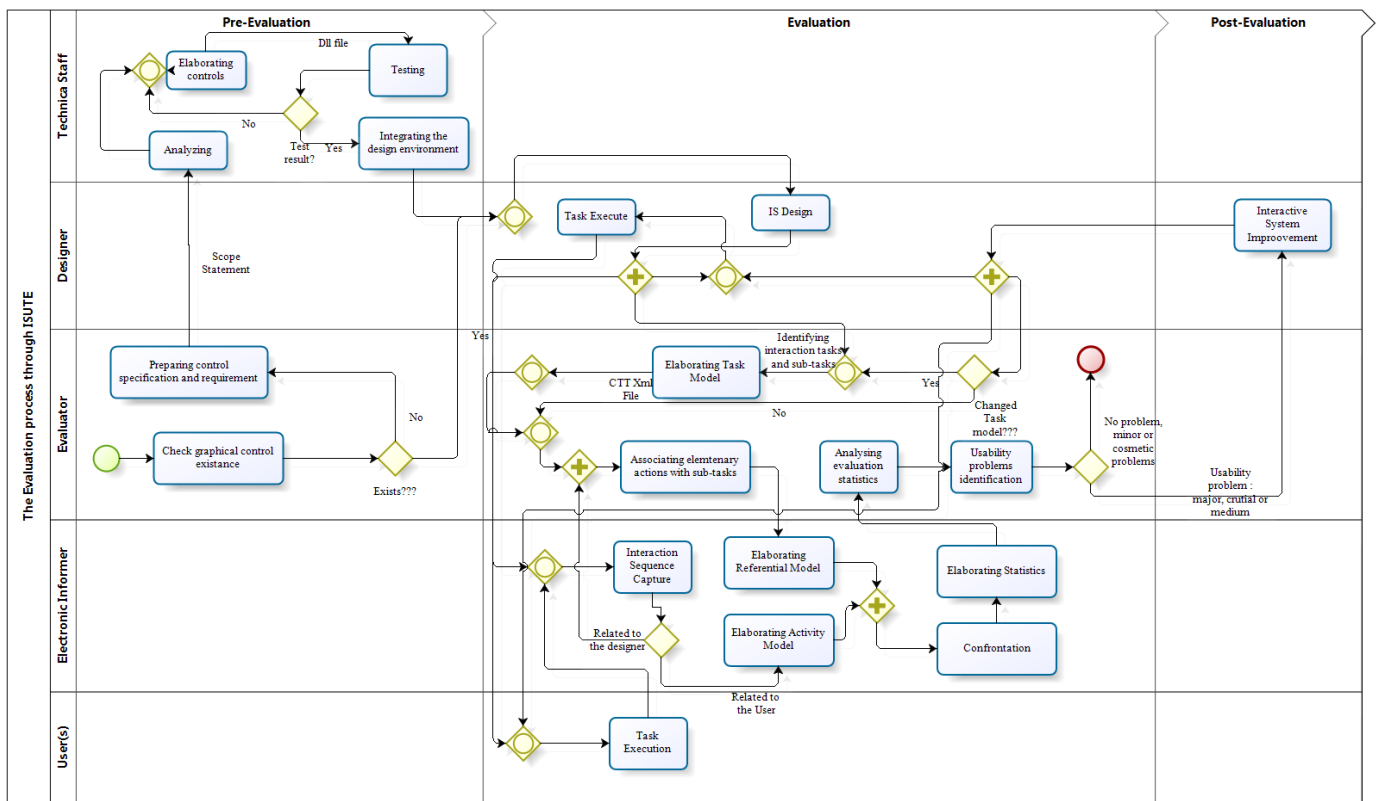 The Evaluation process through ISUTE
Pre-Evaluation
Evaluation
Post-Evaluation
Technica Staff
Elaborating
controls
Dll file
Testing
No
Test
result?
Yes
Integrating the
design environment
Analyzing
Scope
Statement
Designer
Task Execute
IS Design
Interactive
System
Improovement
Yes
Evaluator
Preparing control
specification and requirement
No
Check graphical control
existance
Exists???
Identifying
interaction tasks
and sub-tasks
Elaborating Task
Model
CTT Xml
File
Yes
No
Changed
Task
model???
Associating elemtenary
actions with sub-tasks
Analysing
evaluation
statistics
Usability
problems
identification
No problem,
minor or
cosmetic
problems
Usability
problem :
major, crutial or
medium
Electronic Informer
Interaction
Sequence
Capture
Elaborating
Referential Model
Elaborating Statistics
Related to
the designer
Elaborating Activity
Model
Confrontation
Related to
the User
User(s)
Task
Execution